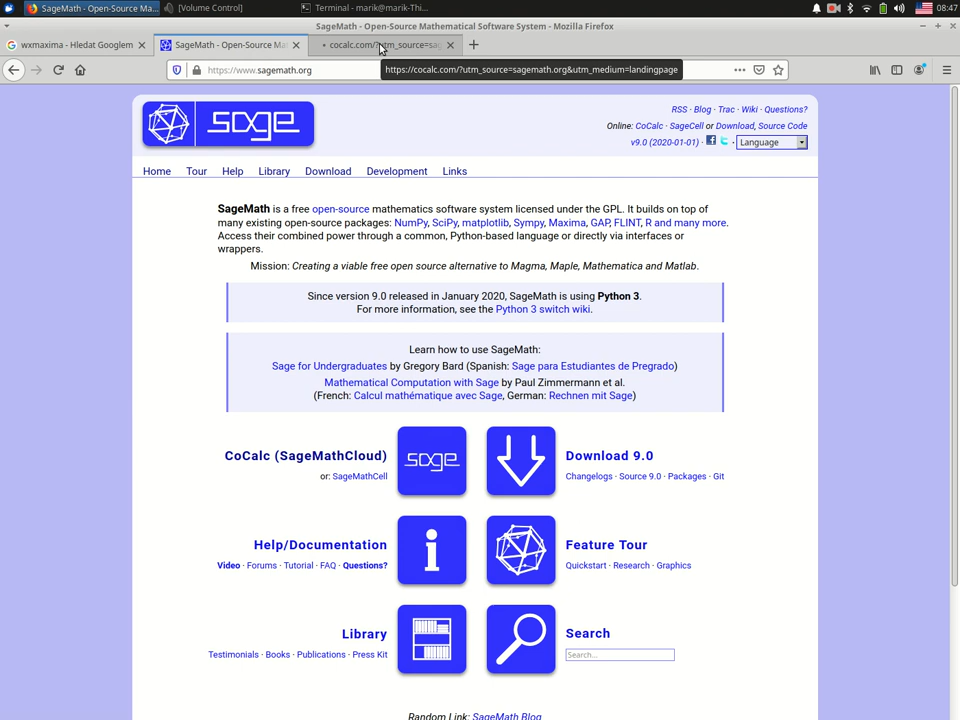 SageMath - Open-Source Ma... [Volume Control] Terminal - marik@marik-Thi... 08:47
SageMath - Open-Source Mathematical Software System - Mozilla Firefox
wxmaxima - Hledat Googlem SageMath - Open-Source Mat cocalc.com/?utm_source=sag
https://www.sagemath.org
https://cocalc.com/?utm_source=sagemath.org&utm_medium=landingpage
sage
RSS · Blog · Trac · Wiki · Questions?
Online: CoCalc · SageCell or Download, Source Code
v9.0 (2020-01-01) · f · Language
Home Tour Help Library Download Development Links
SageMath is a free open-source mathematics software system licensed under the GPL. It builds on top of
many existing open-source packages: NumPy, SciPy, matplotlib, Sympy, Maxima, GAP, FLINT, R and many more.
Access their combined power through a common, Python-based language or directly via interfaces or
wrappers.
Mission: Creating a viable free open source alternative to Magma, Maple, Mathematica and Matlab.
Since version 9.0 released in January 2020, SageMath is using Python 3.
For more information, see the Python 3 switch wiki.
Learn how to use SageMath:
Sage for Undergraduates by Gregory Bard (Spanish: Sage para Estudiantes de Pregrado)
Mathematical Computation with Sage by Paul Zimmermann et al.
(French: Calcul mathématique avec Sage, German: Rechnen mit Sage)
CoCalc (SageMathCloud)
or: SageMathCell
sage
Download 9.0
Changelogs · Source 9.0 · Packages · Git
Help/Documentation
Video · Forums · Tutorial · FAQ · Questions?
i
Feature Tour
Quickstart · Research · Graphics
Library
Testimonials · Books · Publications · Press Kit
Search
Search...
Random Link: SageMath Blog